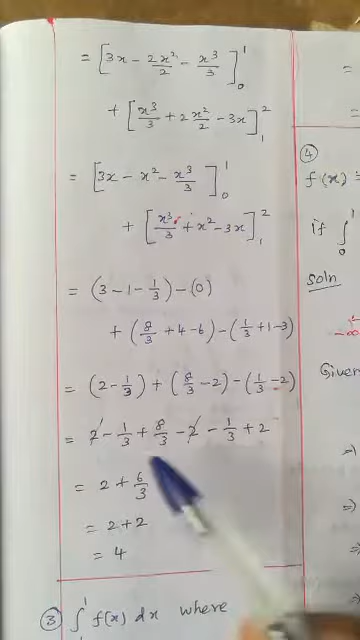 = [3x - 2x²/2 - x³/3]₀¹
+ [x³/3 + 2x²/2 - 3x]₁²
= [3x - x² - x³/3]₀¹
+ [x³/3 + x² - 3x]₁²
= (3 - 1 - 1/3) - (0)
+ (8/3 + 4 - 6) - (1/3 + 1 - 3)
= (2 - 1/3) + (8/3 - 2) - (1/3 - 2)
= 2 - 1/3 + 8/3 - 2 - 1/3 + 2
= 2 + 6/3
= 2 + 2
= 4
③ ∫¹ f(x) dx where
=
=
④
f(x) =
if ∫₀¹
Soln
-∞
Given
⇒
⇒
⇒
⇒